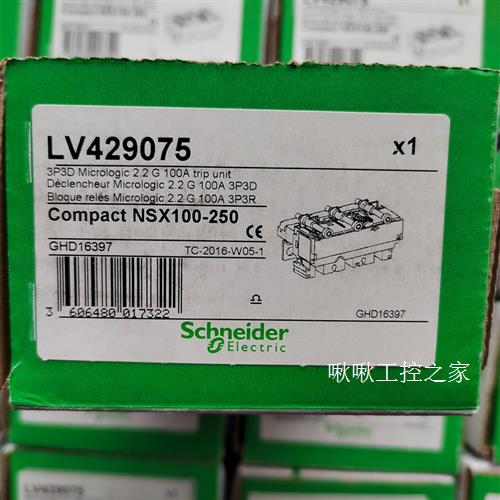 LV429075
x1
3P3D Micrologic 2.2 G 100A trip unit
Déclencheur Micrologic 2.2 G 100A 3P3D
Bloque relés Micrologic 2.2 G 100A 3P3R
Compact NSX100-250
CE
GHD16397
TC-2016-W05-1
3 606480 017322
GHD16397
Schneider
Electric
啾啾工控之家
LV429075